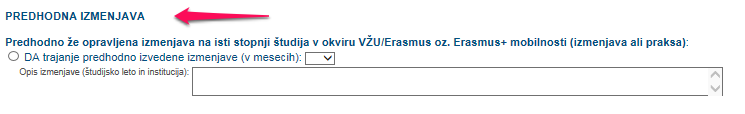 PREDHODNA IZMENJAVA
Predhodno že opravljena izmenjava na isti stopnji študija v okviru VŽU/Erasmus oz. Erasmus+ mobilnosti (izmenjava ali praksa):
DA trajanje predhodno izvedene izmenjave (v mesecih):
Opis izmenjave (študijsko leto in institucija):